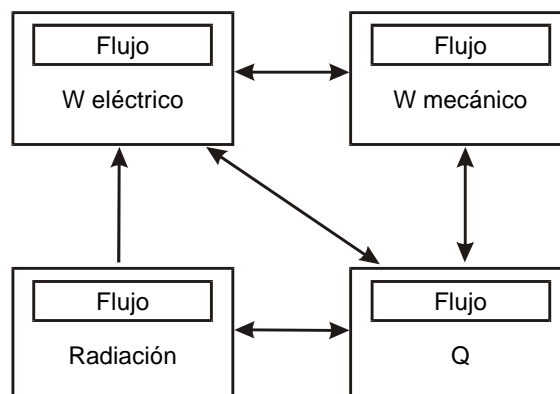 Flujo
W eléctrico
Flujo
W mecánico
Flujo
Radiación
Flujo
Q